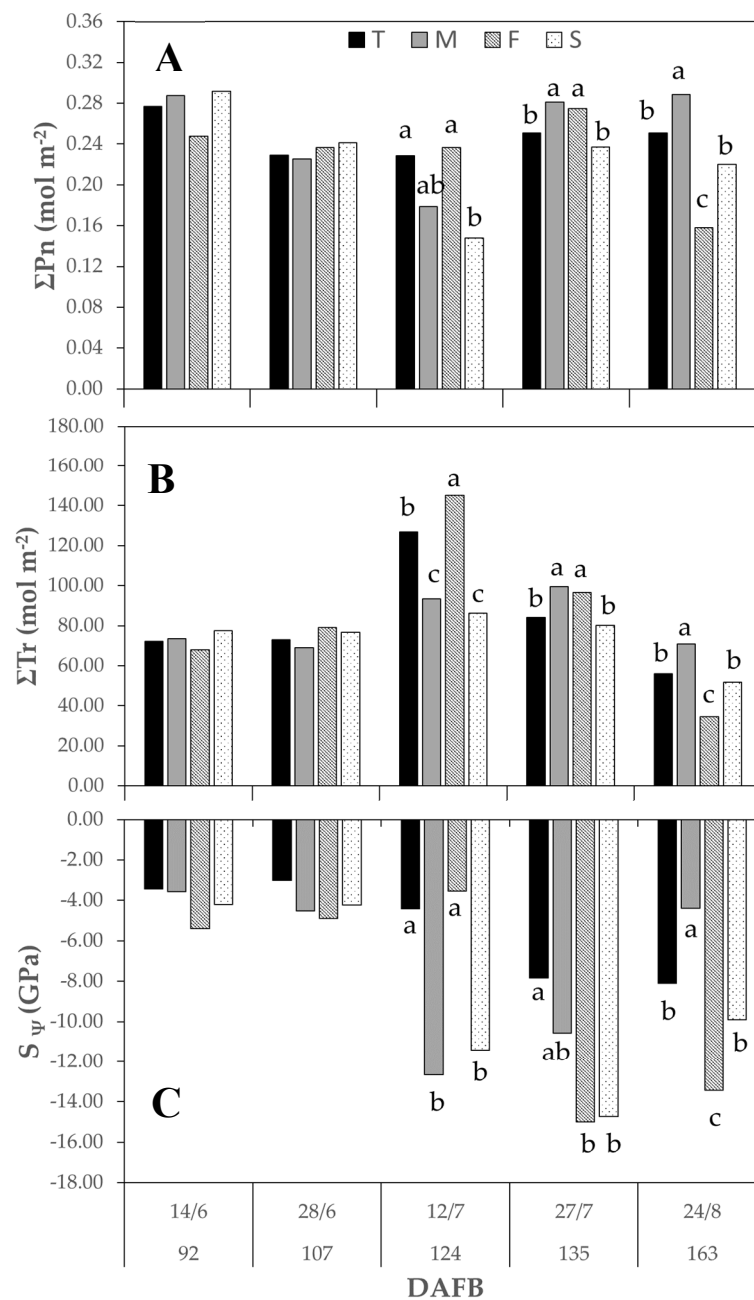 A
T M F S
0.36
0.32
0.28
0.24
0.20
0.16
0.12
0.08
0.04
0.00
ΣPn (mol m⁻²)
a ab a b
b a a b
b a c b
B
180.00
160.00
140.00
120.00
100.00
80.00
60.00
40.00
20.00
0.00
ΣTr (mol m⁻²)
b c a c
b a a b
b a c b
C
0.00
-2.00
-4.00
-6.00
-8.00
-10.00
-12.00
-14.00
-16.00
-18.00
S Ψ (GPa)
a b a b
a ab b b
b a c b
14/6 28/6 12/7 27/7 24/8
92 107 124 135 163
DAFB